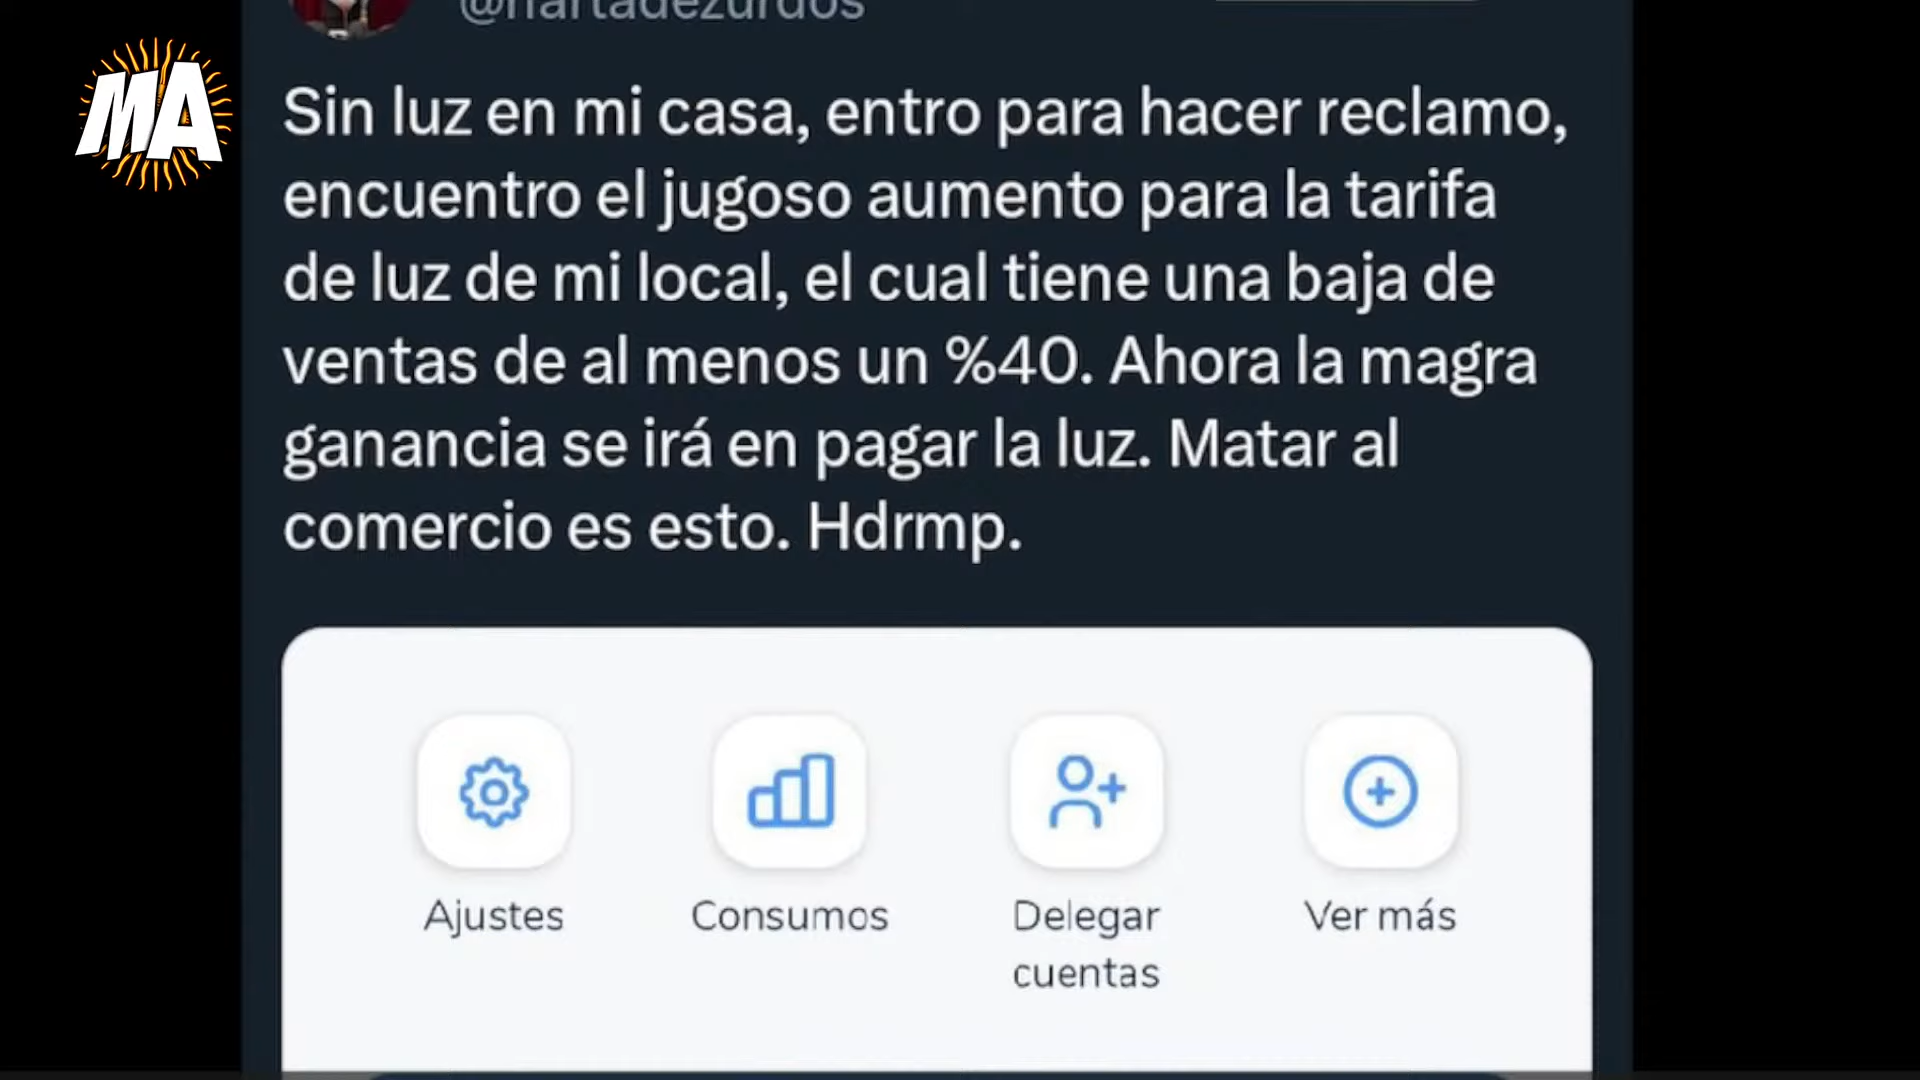 @hartadezurdos
MA
Sin luz en mi casa, entro para hacer reclamo,
encuentro el jugoso aumento para la tarifa
de luz de mi local, el cual tiene una baja de
ventas de al menos un %40. Ahora la magra
ganancia se irá en pagar la luz. Matar al
comercio es esto. Hdrmp.
Ajustes
Consumos
Delegar
cuentas
Ver más